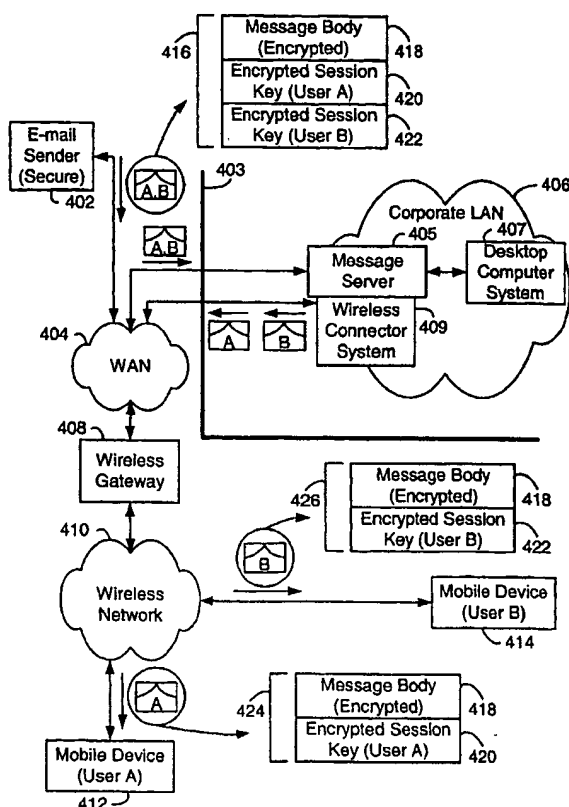 416
Message Body
(Encrypted)
418
Encrypted Session
Key (User A)
420
Encrypted Session
Key (User B)
422
E-mail
Sender
(Secure)
402
A,B
403
406
Corporate LAN
405
407
A,B
Message
Server
Desktop
Computer
System
Wireless
Connector
System
409
A
B
404
WAN
408
Wireless
Gateway
410
Wireless
Network
426
Message Body
(Encrypted)
418
Encrypted Session
Key (User B)
422
B
Mobile Device
(User B)
414
A
424
Message Body
(Encrypted)
418
Encrypted Session
Key (User A)
420
Mobile Device
(User A)
412